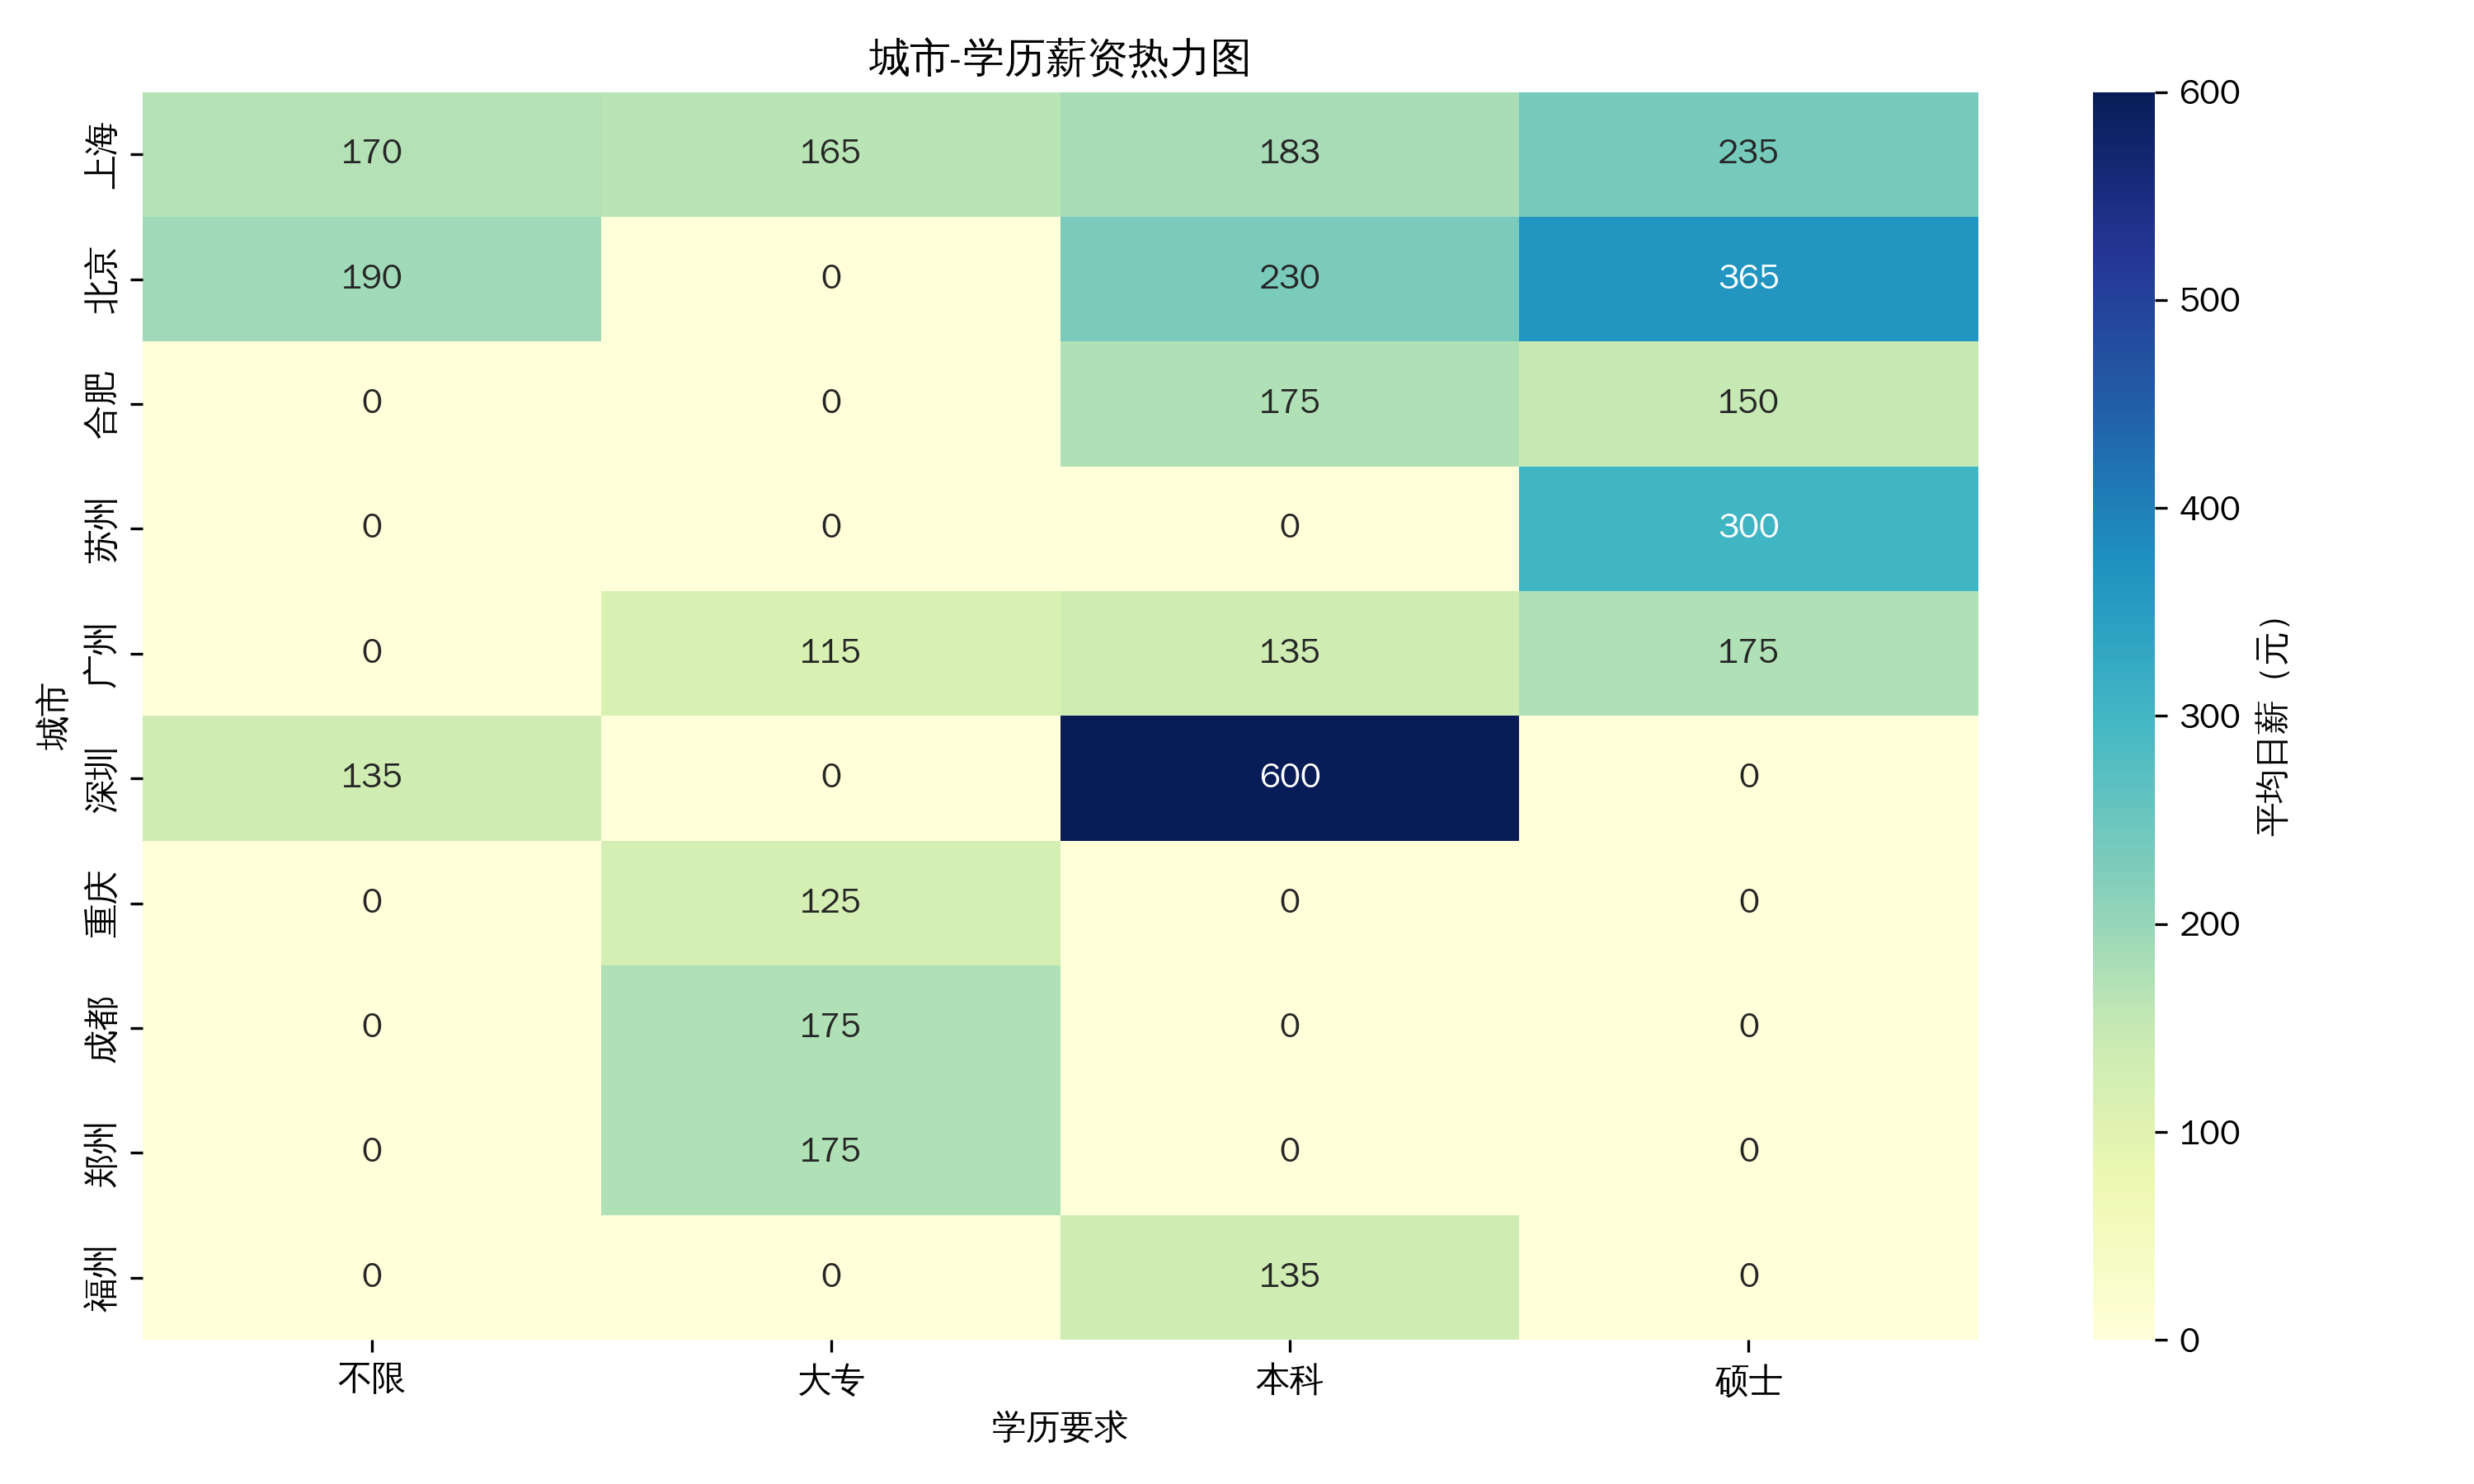 城市-学历薪资热力图
上海 170 165 183 235
北京 190 0 230 365
合肥 0 0 175 150
苏州 0 0 0 300
广州 0 115 135 175
深圳 135 0 600 0
重庆 0 125 0 0
成都 0 175 0 0
郑州 0 175 0 0
福州 0 0 135 0
城市
不限 大专 本科 硕士
学历要求
600
500
400
300
200
100
0
平均日薪（元）